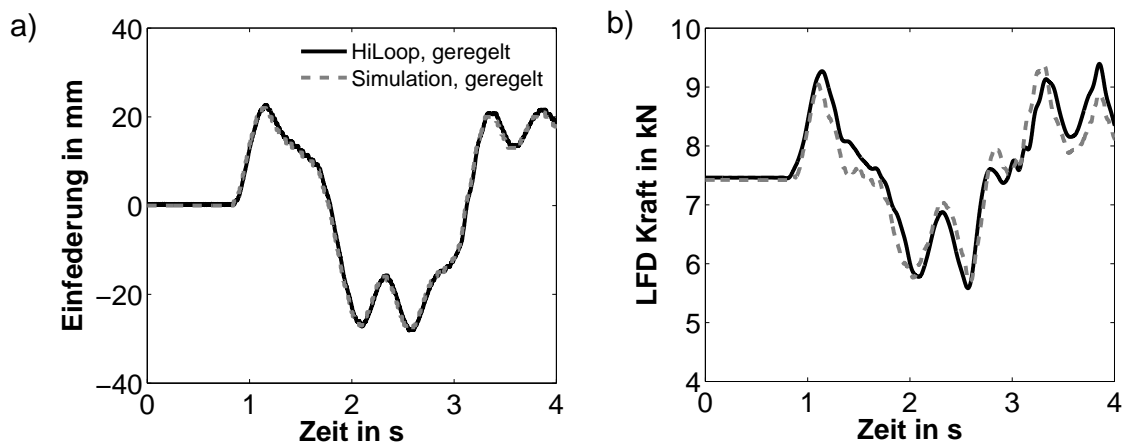 a)
40
20
0
−20
−40
Einfederung in mm
HiLoop, geregelt
Simulation, geregelt
0 1 2 3 4
Zeit in s
b)
10
9
8
7
6
5
4
LFD Kraft in kN
0 1 2 3 4
Zeit in s